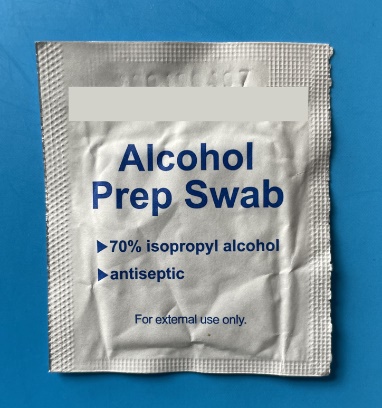 Alcohol
Prep Swab
▶70% isopropyl alcohol
▶antiseptic
For external use only.